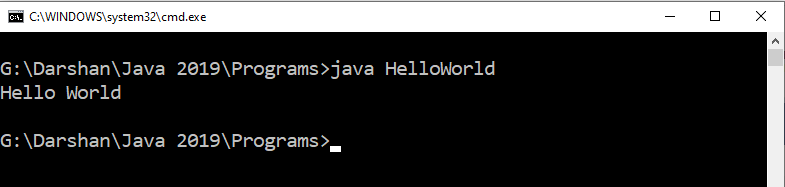 C:\WINDOWS\system32\cmd.exe
G:\Darshan\Java 2019\Programs>java HelloWorld
Hello World
G:\Darshan\Java 2019\Programs>